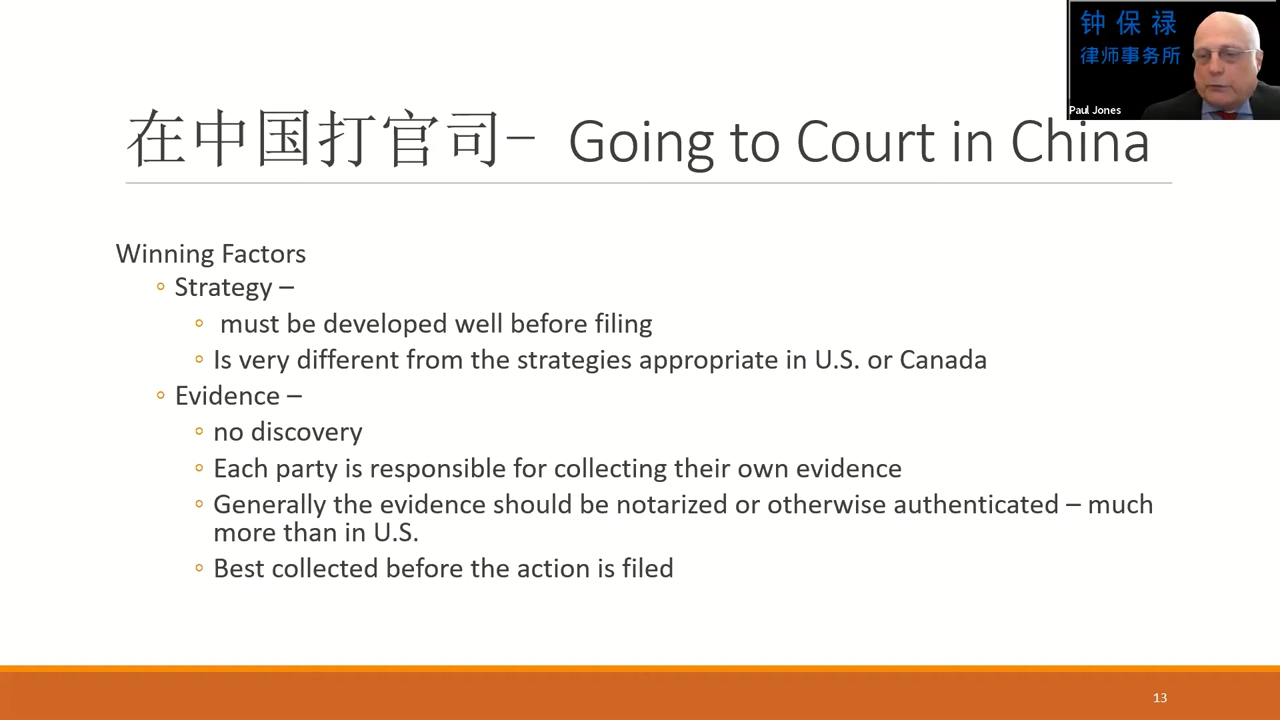 钟保禄
律师事务所
Paul Jones
在中国打官司– Going to Court in China
Winning Factors
◦ Strategy –
◦ must be developed well before filing
◦ Is very different from the strategies appropriate in U.S. or Canada
◦ Evidence –
◦ no discovery
◦ Each party is responsible for collecting their own evidence
◦ Generally the evidence should be notarized or otherwise authenticated – much
more than in U.S.
◦ Best collected before the action is filed
13